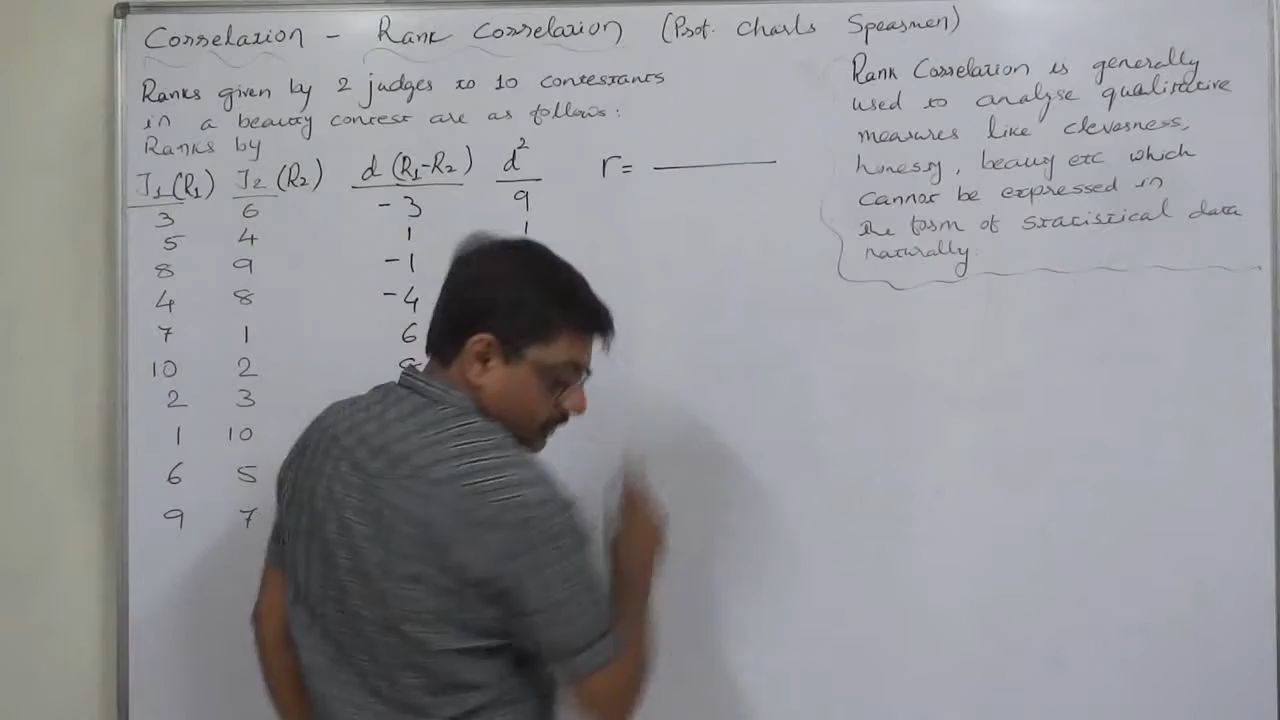 Correlation - Rank Correlation (Prof. Charls Spearmen)
Ranks given by 2 judges to 10 contestants
in a beauty contest are as follows:
Ranks by
J1(R1) J2(R2) d(R1-R2) d²
3 6 -3 9
5 4 1 1
8 9 -1
4 8 -4
7 1 6
10 2
2 3
1 10
6 5
9 7
r =
Rank Correlation is generally
used to analyse qualitative
measures like cleverness,
honesty, beauty etc which
cannot be expressed in
the form of statistical data
naturally.